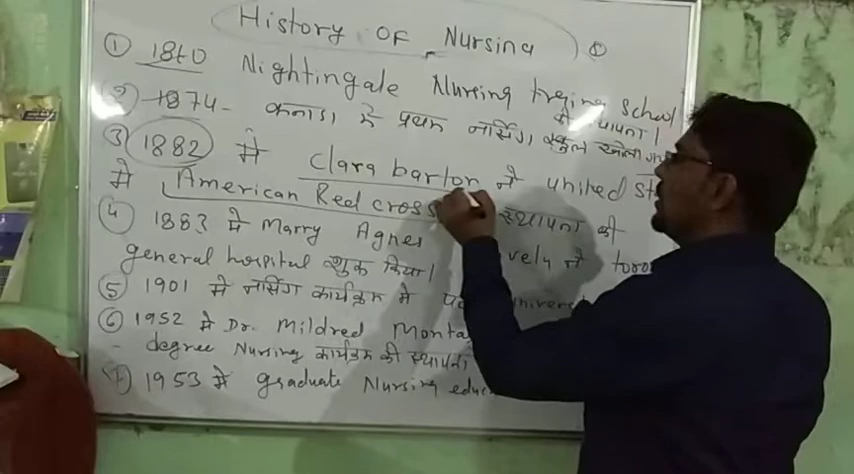 History OF Nursing ①
① 1860 Nightingale Nursing traning School
की स्थापना।
② 1874 - कनाडा में प्रथम नर्सिंग स्कुल खोला गया
③ 1882 में Clara barton ने united
में American Red cross स्थापना की
④ 1883 में Marry Agnes ने
general hospital शुरू किया।
⑤ 1901 में नर्सिंग कार्यक्रम में
⑥ 1952 में Dr. Mildred
degree Nursing कार्यक्रम की स्थापना
⑦ 1953 में graduate Nursing